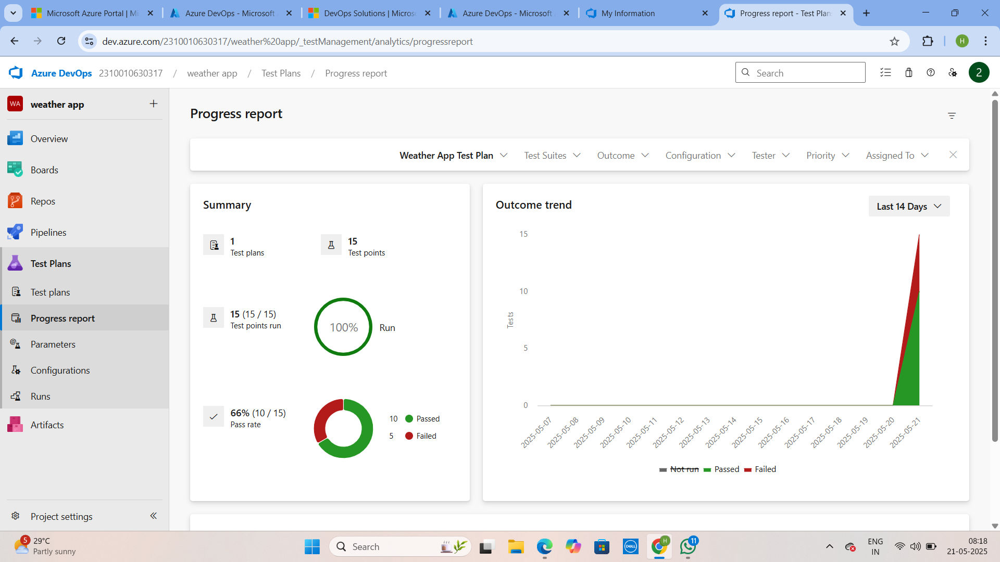 Microsoft Azure Portal | Mi
Azure DevOps - Microsoft A
DevOps Solutions | Microso
Azure DevOps - Microsoft A
My Information
Progress report - Test Plans
dev.azure.com/2310010630317/weather%20app/_testManagement/analytics/progressreport
H
Azure DevOps 2310010630317 / weather app / Test Plans / Progress report
Search
2
WA weather app
Overview
Boards
Repos
Pipelines
Test Plans
Test plans
Progress report
Parameters
Configurations
Runs
Artifacts
Project settings
Progress report
Weather App Test Plan Test Suites Outcome Configuration Tester Priority Assigned To
Summary
1
Test plans
15
Test points
15 (15 / 15)
Test points run
100% Run
66% (10 / 15)
Pass rate
10 Passed
5 Failed
Outcome trend
Last 14 Days
15
10
5
0
Tests
2025-05-07
2025-05-08
2025-05-09
2025-05-10
2025-05-11
2025-05-12
2025-05-13
2025-05-14
2025-05-15
2025-05-16
2025-05-17
2025-05-18
2025-05-19
2025-05-20
2025-05-21
Not run Passed Failed
5
29°C
Partly sunny
Search
DELL
H
11
ENG
IN
08:18
21-05-2025